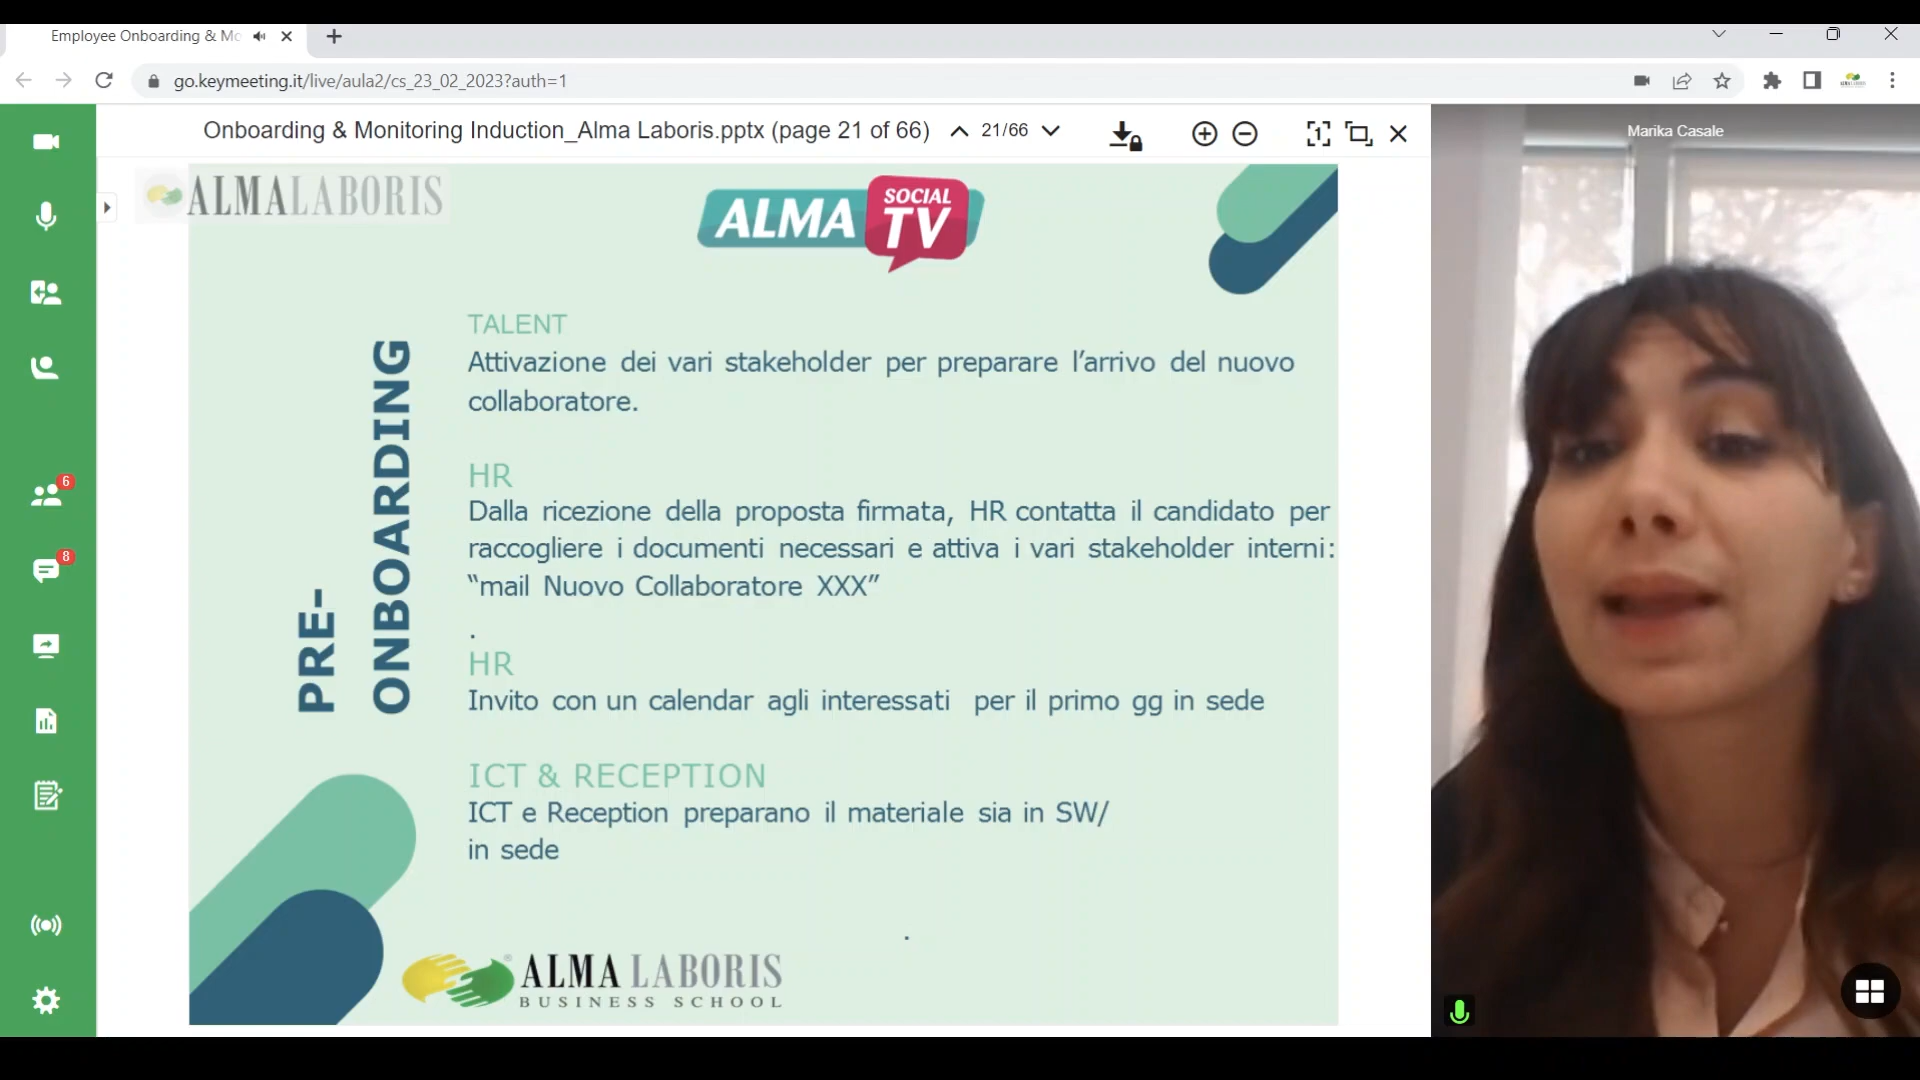 Employee Onboarding & Mo
go.keymeeting.it/live/aula2/cs_23_02_2023?auth=1
Onboarding & Monitoring Induction_Alma Laboris.pptx (page 21 of 66)
21/66
1
Marika Casale
ALMALABORIS
ALMA
SOCIAL
TV
PRE-
ONBOARDING
TALENT
Attivazione dei vari stakeholder per preparare l'arrivo del nuovo
collaboratore.
HR
Dalla ricezione della proposta firmata, HR contatta il candidato per
raccogliere i documenti necessari e attiva i vari stakeholder interni:
“mail Nuovo Collaboratore XXX”
.
HR
Invito con un calendar agli interessati per il primo gg in sede
ICT & RECEPTION
ICT e Reception preparano il materiale sia in SW/
in sede
.
ALMA LABORIS
BUSINESS SCHOOL
6
8